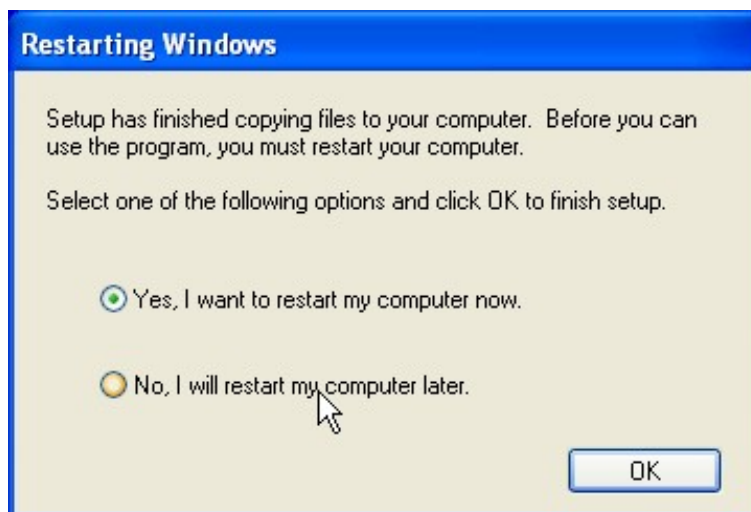 Restarting Windows
Setup has finished copying files to your computer. Before you can
use the program, you must restart your computer.
Select one of the following options and click OK to finish setup.
Yes, I want to restart my computer now.
No, I will restart my computer later.
OK